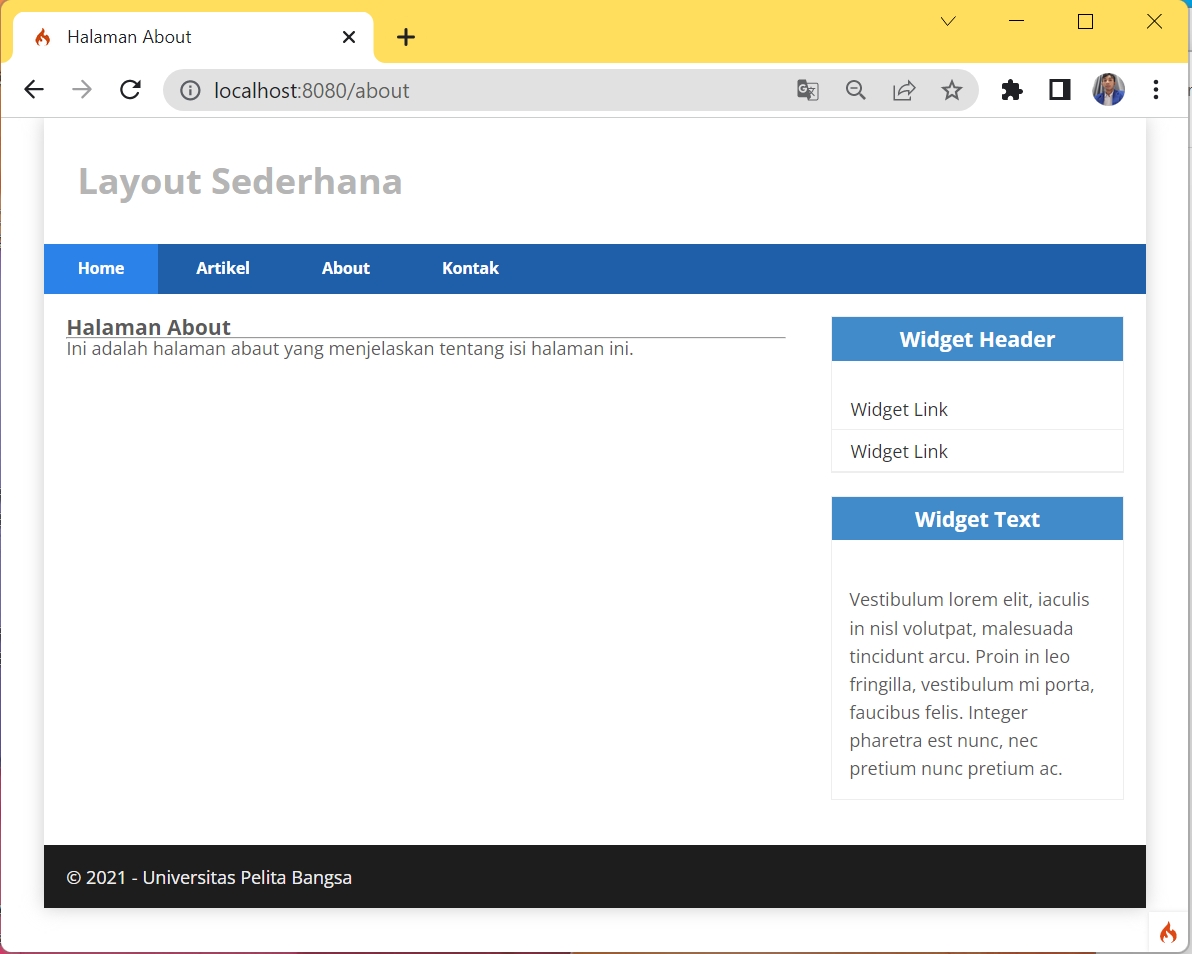 Halaman About
localhost:8080/about
Layout Sederhana
Home Artikel About Kontak
Halaman About
Ini adalah halaman abaut yang menjelaskan tentang isi halaman ini.
Widget Header
Widget Link
Widget Link
Widget Text
Vestibulum lorem elit, iaculis
in nisl volutpat, malesuada
tincidunt arcu. Proin in leo
fringilla, vestibulum mi porta,
faucibus felis. Integer
pharetra est nunc, nec
pretium nunc pretium ac.
© 2021 - Universitas Pelita Bangsa